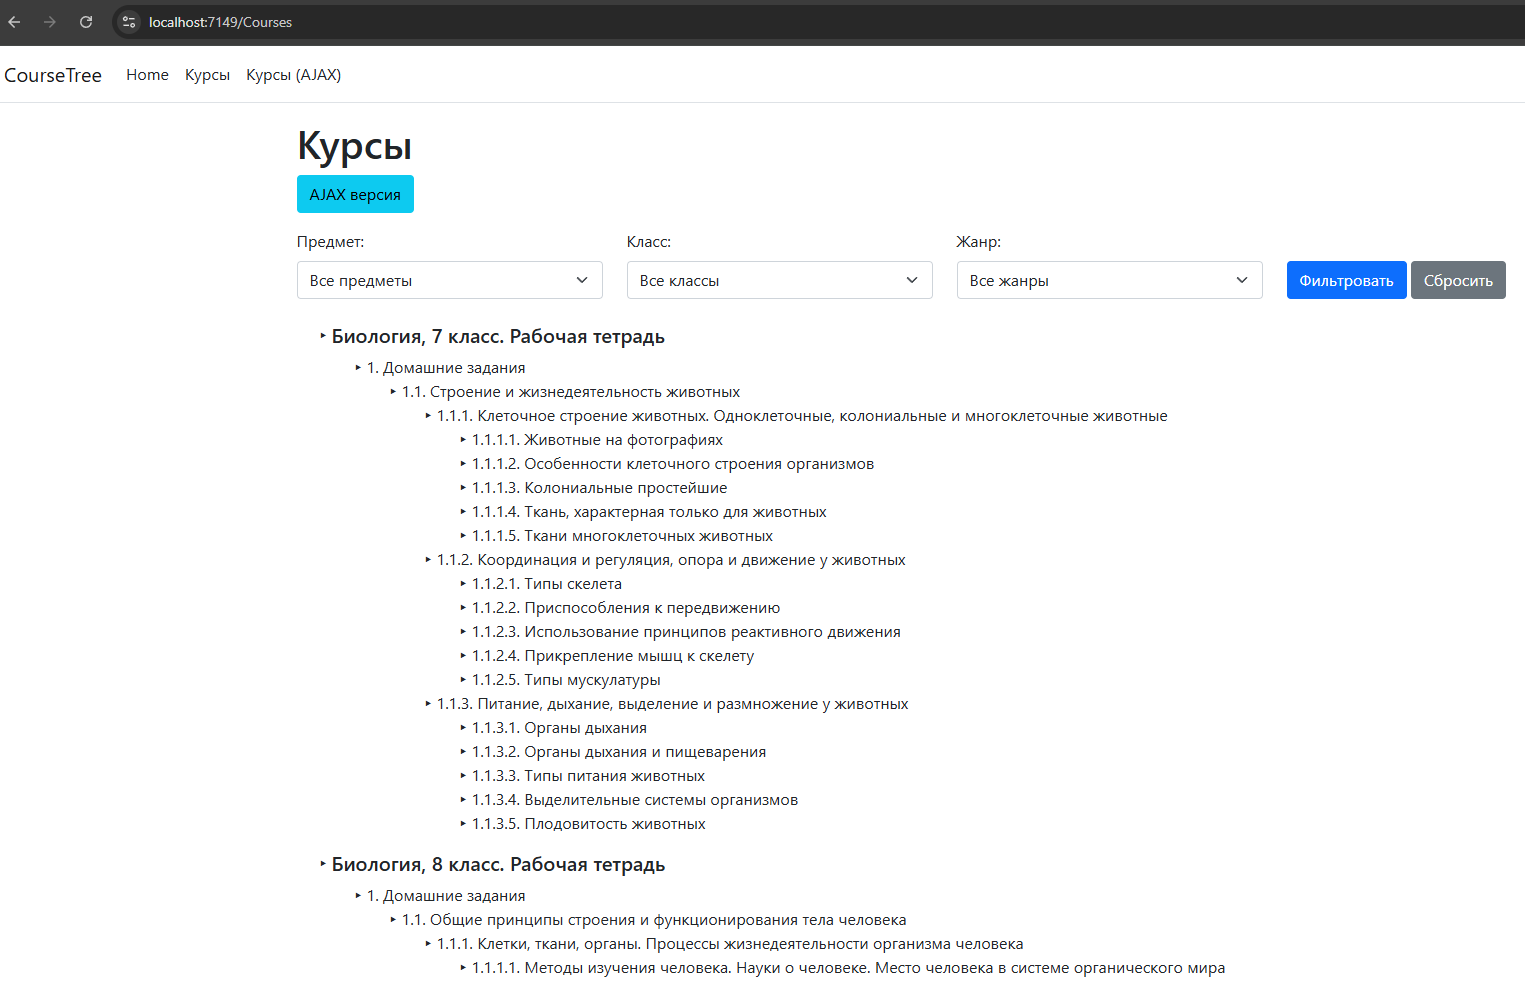 localhost:7149/Courses
CourseTree Home Курсы Курсы (AJAX)
Курсы
AJAX версия
Предмет: Класс: Жанр:
Все предметы Все классы Все жанры Фильтровать Сбросить
Биология, 7 класс. Рабочая тетрадь
1. Домашние задания
1.1. Строение и жизнедеятельность животных
1.1.1. Клеточное строение животных. Одноклеточные, колониальные и многоклеточные животные
1.1.1.1. Животные на фотографиях
1.1.1.2. Особенности клеточного строения организмов
1.1.1.3. Колониальные простейшие
1.1.1.4. Ткань, характерная только для животных
1.1.1.5. Ткани многоклеточных животных
1.1.2. Координация и регуляция, опора и движение у животных
1.1.2.1. Типы скелета
1.1.2.2. Приспособления к передвижению
1.1.2.3. Использование принципов реактивного движения
1.1.2.4. Прикрепление мышц к скелету
1.1.2.5. Типы мускулатуры
1.1.3. Питание, дыхание, выделение и размножение у животных
1.1.3.1. Органы дыхания
1.1.3.2. Органы дыхания и пищеварения
1.1.3.3. Типы питания животных
1.1.3.4. Выделительные системы организмов
1.1.3.5. Плодовитость животных
Биология, 8 класс. Рабочая тетрадь
1. Домашние задания
1.1. Общие принципы строения и функционирования тела человека
1.1.1. Клетки, ткани, органы. Процессы жизнедеятельности организма человека
1.1.1.1. Методы изучения человека. Науки о человеке. Место человека в системе органического мира